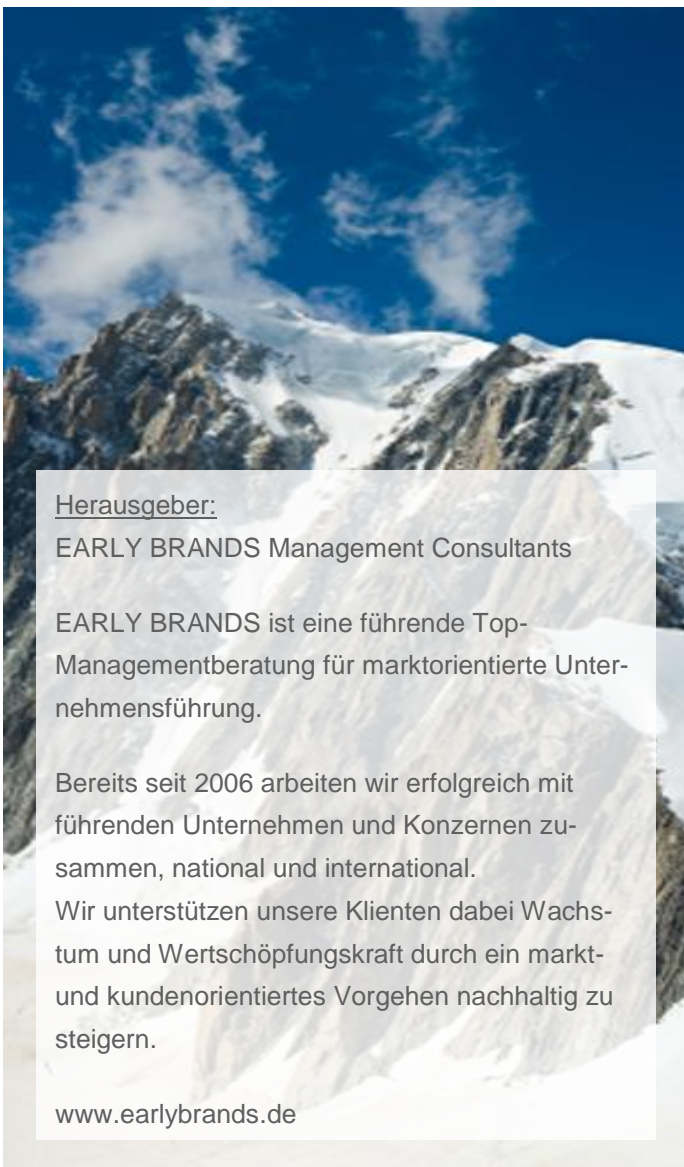 Herausgeber:
EARLY BRANDS Management Consultants
EARLY BRANDS ist eine führende Top-
Managementberatung für marktorientierte Unter-
nehmensführung.
Bereits seit 2006 arbeiten wir erfolgreich mit
führenden Unternehmen und Konzernen zu-
sammen, national und international.
Wir unterstützen unsere Klienten dabei Wachs-
tum und Wertschöpfungskraft durch ein markt-
und kundenorientiertes Vorgehen nachhaltig zu
steigern.
www.earlybrands.de